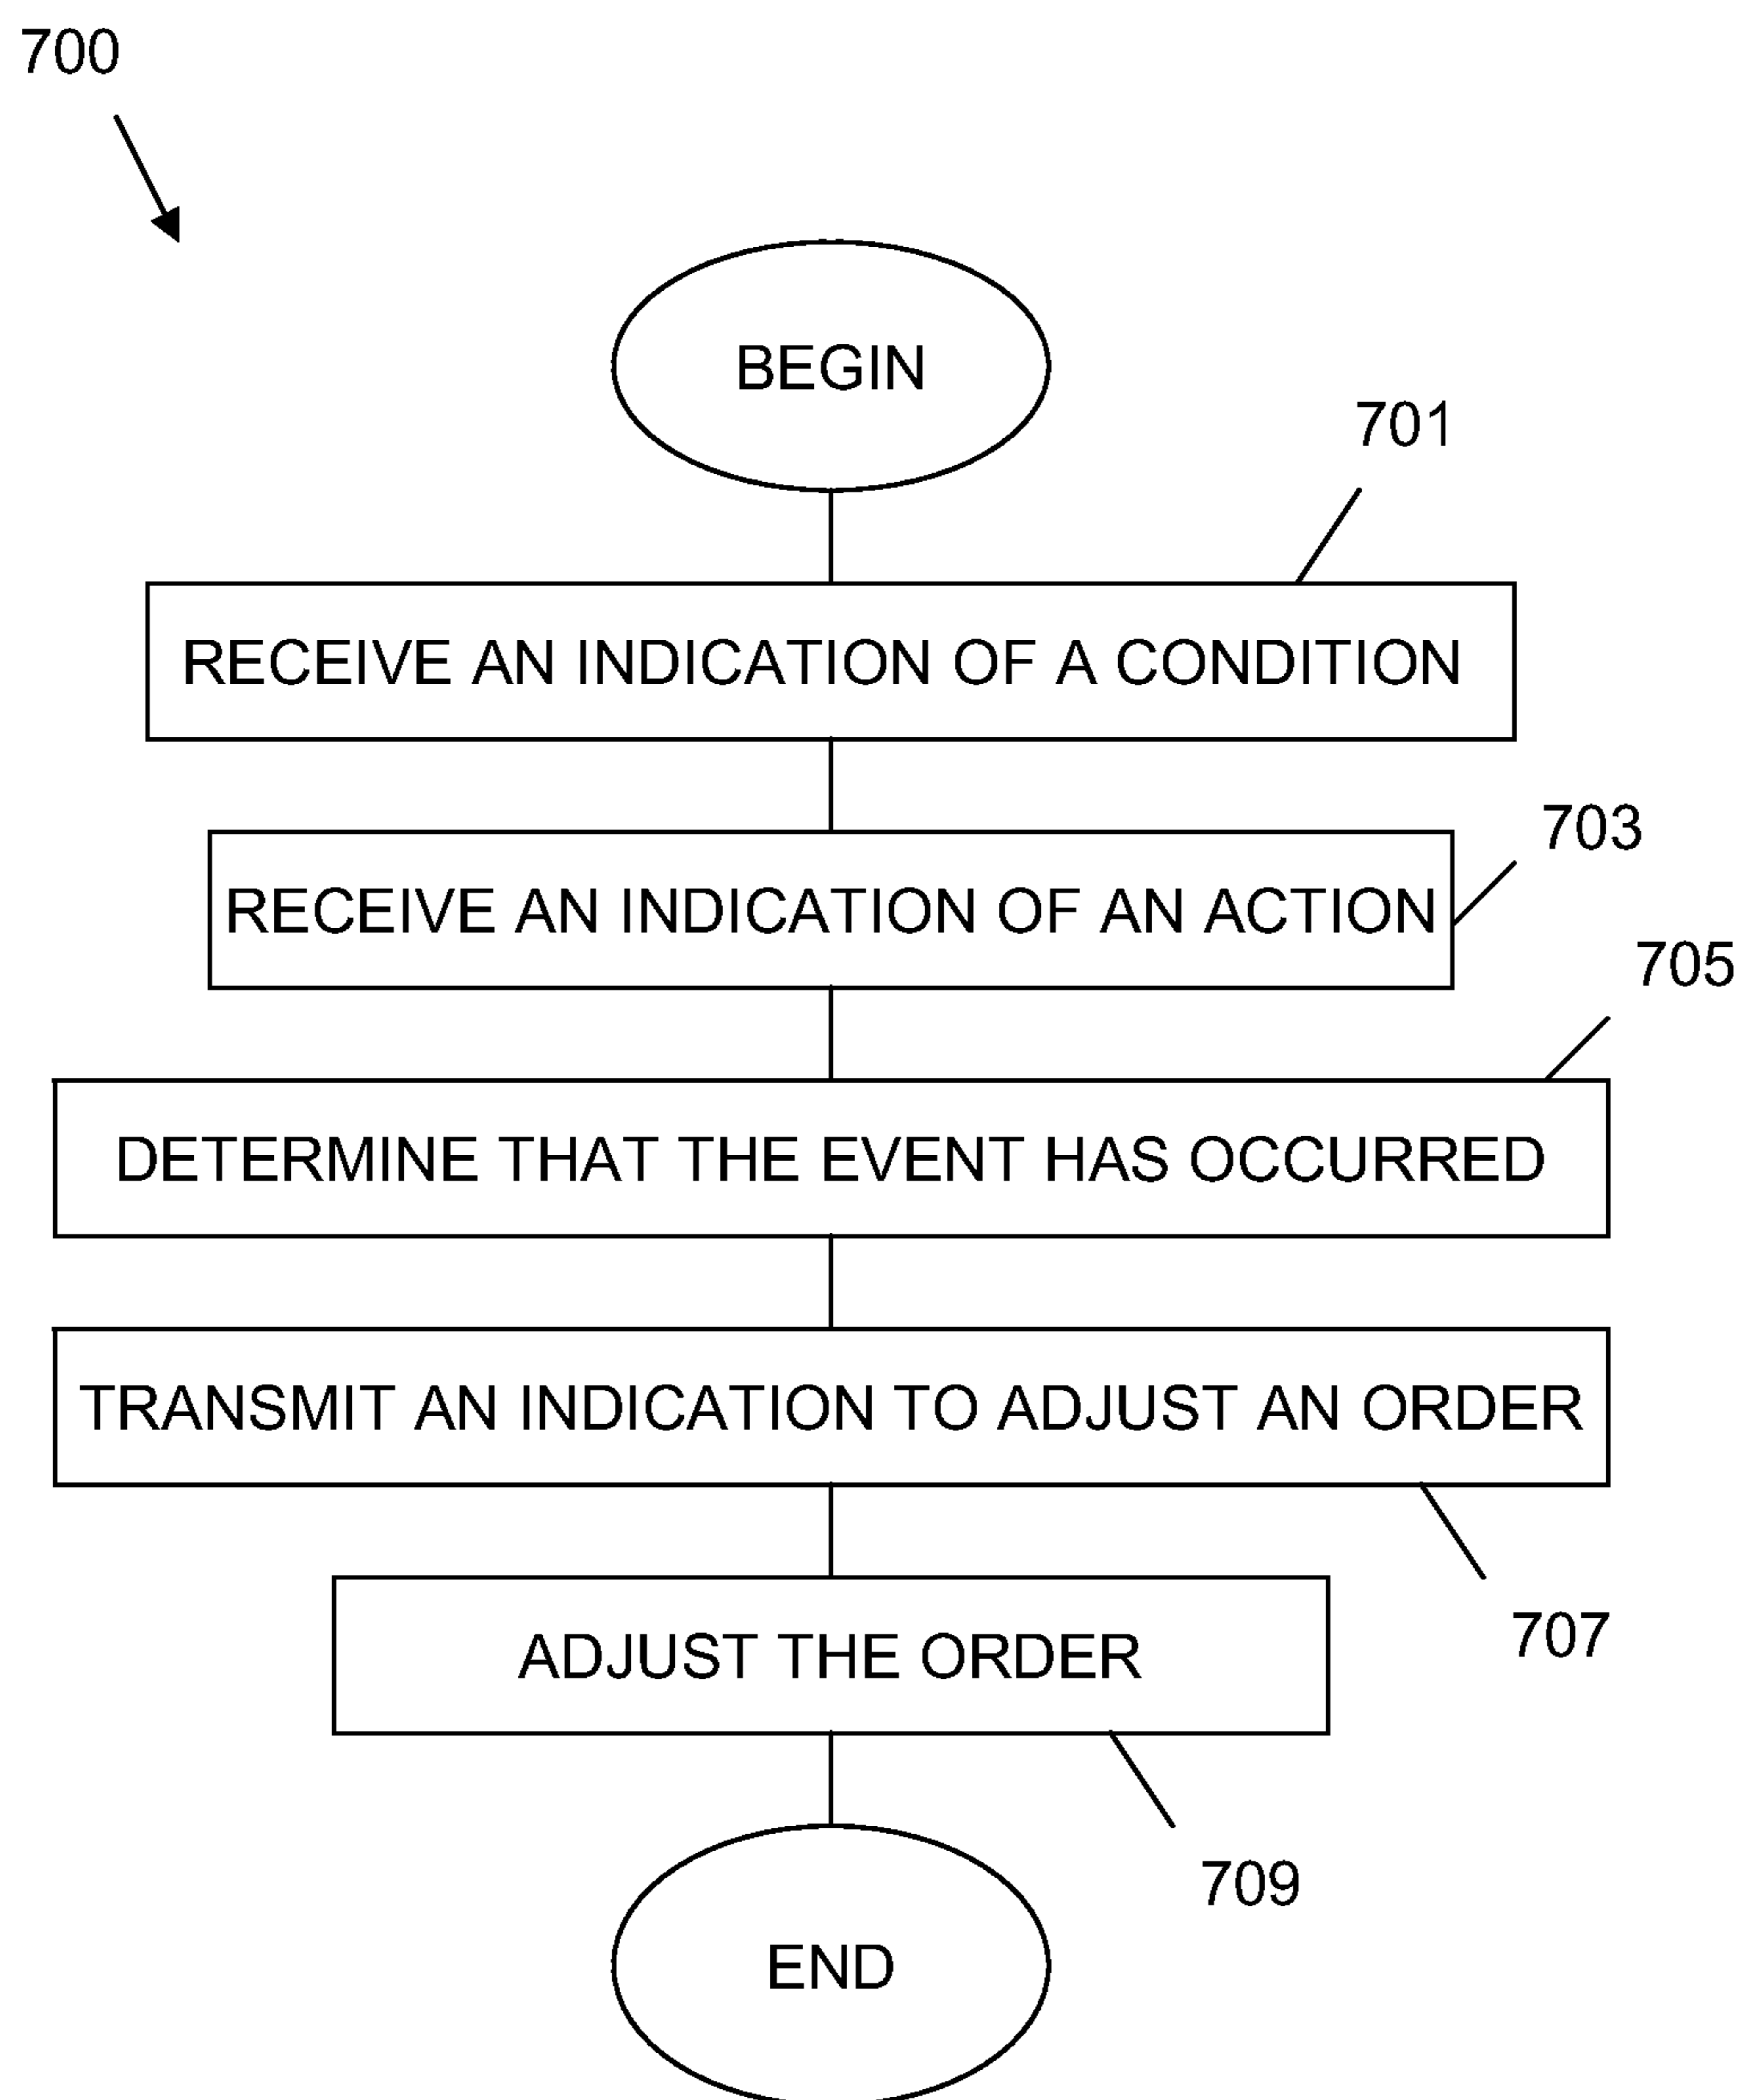 700
BEGIN
701
RECEIVE AN INDICATION OF A CONDITION
703
RECEIVE AN INDICATION OF AN ACTION
705
DETERMINE THAT THE EVENT HAS OCCURRED
TRANSMIT AN INDICATION TO ADJUST AN ORDER
707
ADJUST THE ORDER
709
END